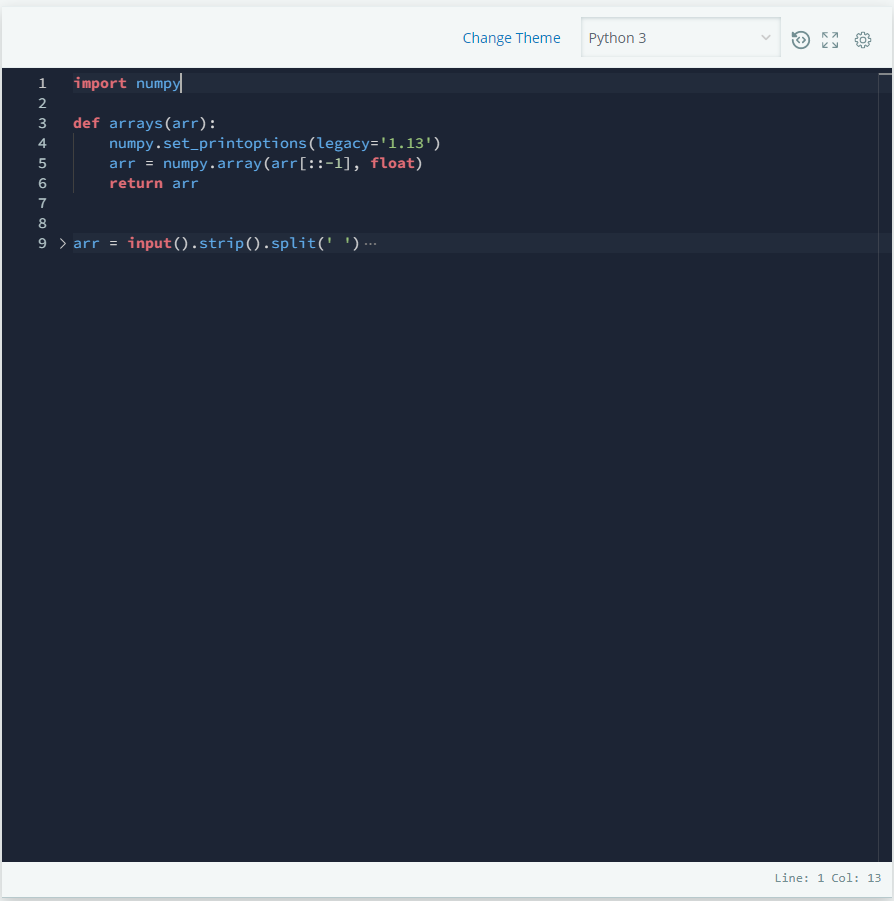 Change Theme Python 3
1 import numpy
2
3 def arrays(arr):
4     numpy.set_printoptions(legacy='1.13')
5     arr = numpy.array(arr[::-1], float)
6     return arr
7
8
9 > arr = input().strip().split(' ') ···
Line: 1 Col: 13